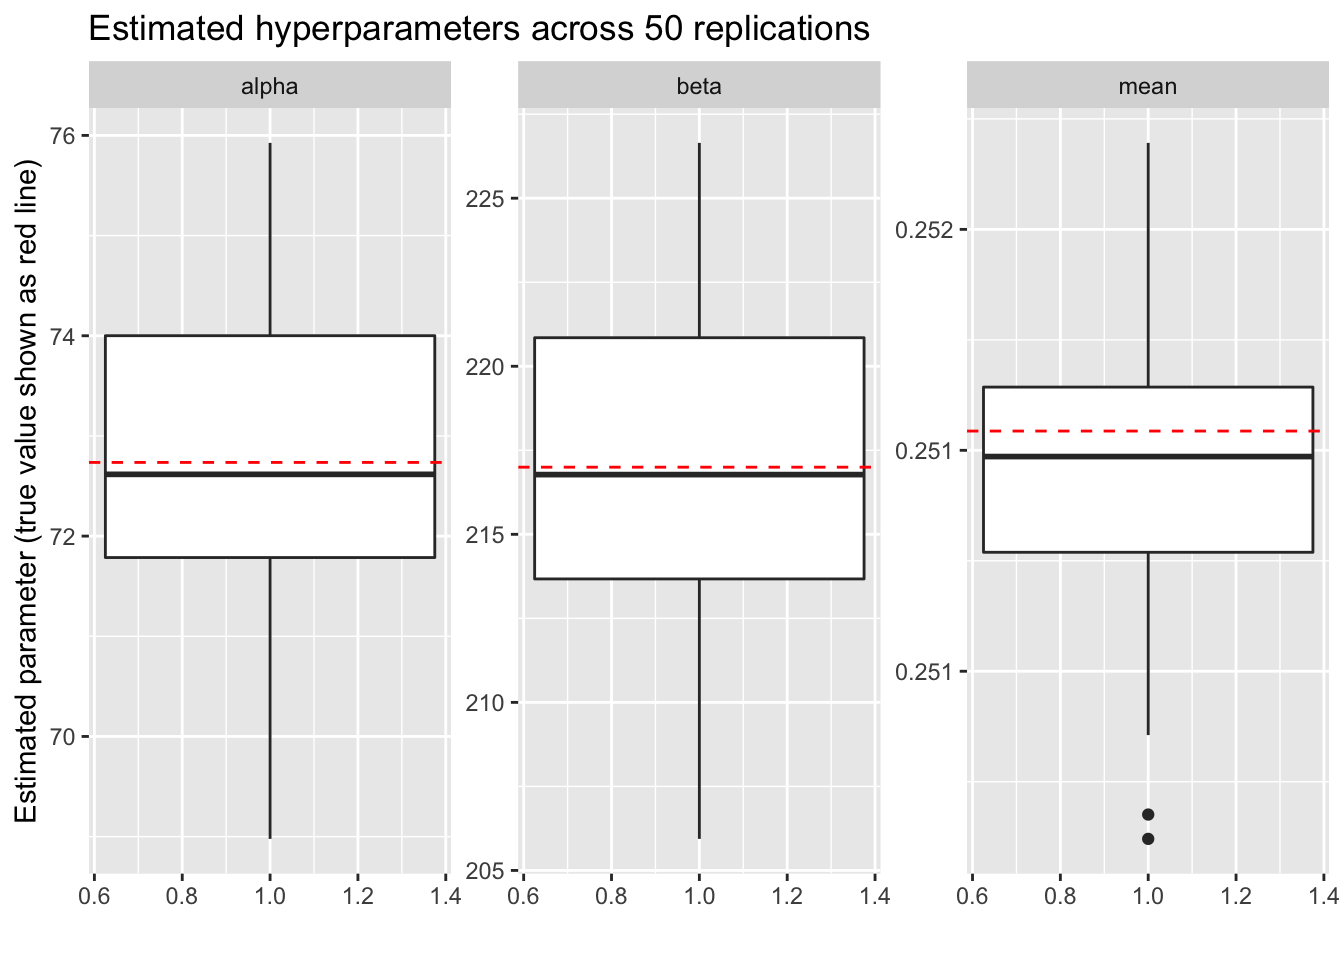 Estimated hyperparameters across 50 replications
alpha
beta
mean
Estimated parameter (true value shown as red line)
76
74
72
70
225
220
215
210
205
0.252
0.251
0.251
0.6 0.8 1.0 1.2 1.4
0.6 0.8 1.0 1.2 1.4
0.6 0.8 1.0 1.2 1.4